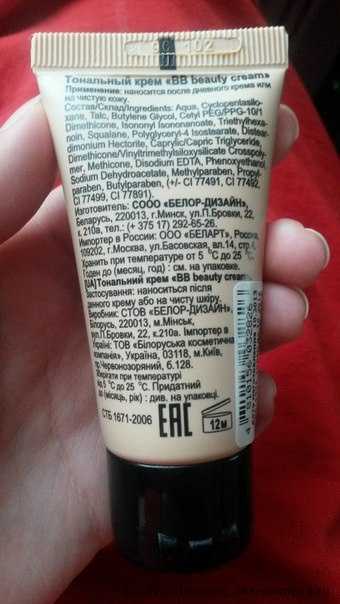 EC 102
Тональный крем «BB beauty cream»
Применение: наносится после дневного крема или
на чистую кожу.
Состав/Склад/Ingredients: Aqua, Cyclopentasilo-
xane, Talc, Butylene Glycol, Cetyl PEG/PPG-10/1
Dimethicone, Isononyl Isononanoate, Triethylhexa-
noin, Squalane, Polyglyceryl-4 Isostearate, Distear-
dimonium Hectorite, Caprylic/Capric Triglyceride,
Dimethicone/Vinyltrimethylsiloxysilicate Crosspoly-
mer, Methicone, Disodium EDTA, Phenoxyethanol
Sodium Dehydroacetate, Methylparaben, Propyl-
paraben, Butylparaben, (+/- CI 77491, CI 77492,
CI 77499, CI 77891).
Изготовитель: СООО «БЕЛОР-ДИЗАЙН»,
Беларусь, 220013, г.Минск, ул.П.Бровки, 22,
к.210а, тел.: (+ 375 17) 292-65-26.
Импортер в России: ООО «БЕЛАРТ», Россия,
109202, г.Москва, ул.Басовская, вл.14, стр.
Хранить при температуре от 5 °C до 25 °C.
Годен до (месяц, год) : см. на упаковке.
[UA]Тональний крем «BB beauty cream»
Застосування: наноситься після
денного крему або на чисту шкіру.
Виробник: СТОВ «БЕЛОР-ДИЗАЙН»,
Білорусь, 220013, м.Мінськ,
ул.П.Бровки, 22, к.210а. Імпортер в
Україні: ТОВ «Білоруська косметична
компанія», Україна, 03118, м.Київ,
пр.Червонозоряний, б.128.
Зберігати при температурі
від 5 °C до 25 °C. Придатний
до (місяць, рік) : див. на упаковці.
СТБ 1671-2006
EAC
12м